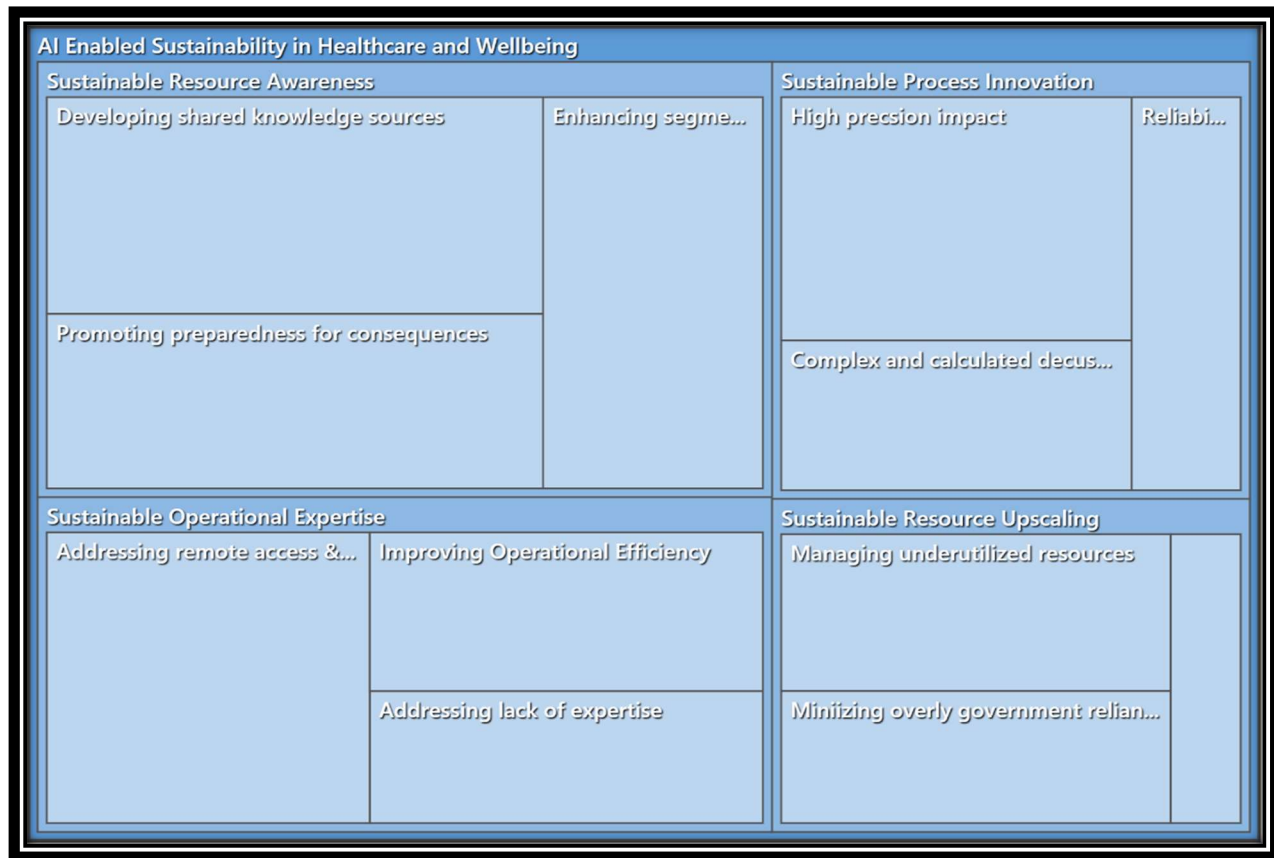 AI Enabled Sustainability in Healthcare and Wellbeing
Sustainable Resource Awareness
Developing shared knowledge sources
Enhancing segme...
Promoting preparedness for consequences
Sustainable Process Innovation
High precsion impact
Reliabi...
Complex and calculated decus...
Sustainable Operational Expertise
Addressing remote access &...
Improving Operational Efficiency
Addressing lack of expertise
Sustainable Resource Upscaling
Managing underutilized resources
Miniizing overly government relian...